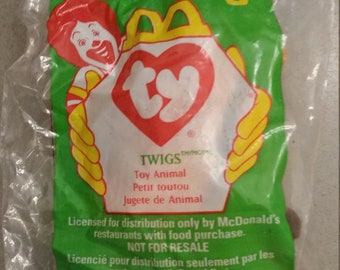 ty
®
TWIGS
Toy Animal
Petit toutou
Jugete de Animal
Licensed for distribution only by McDonald's
restaurants with food purchase.
NOT FOR RESALE
Licencié pour distribution seulement par les